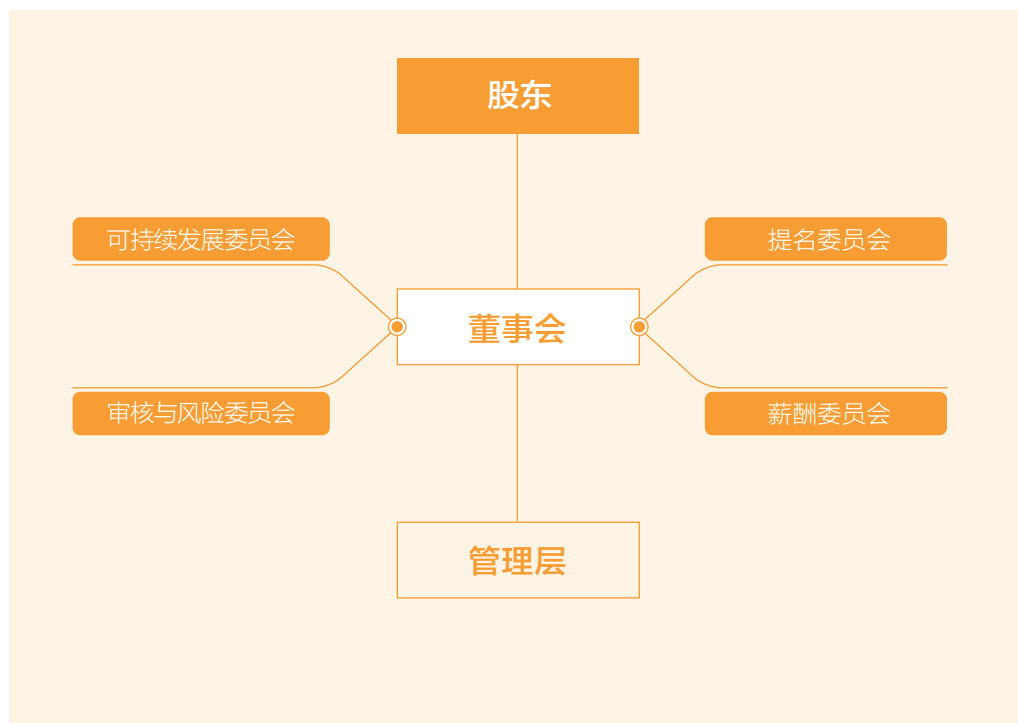 股东
可持续发展委员会
提名委员会
董事会
审核与风险委员会
薪酬委员会
管理层